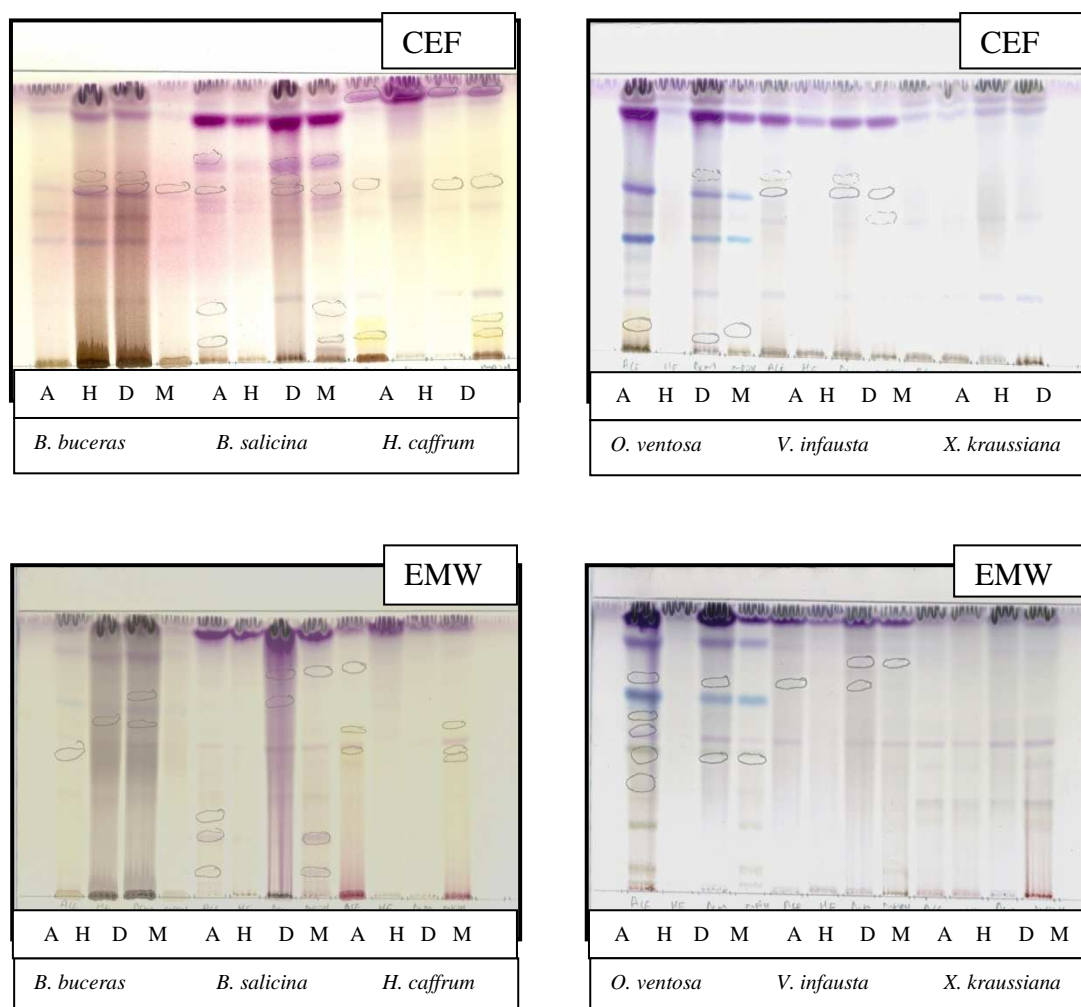 CEF
A H D M A H D M A H D
B. buceras B. salicina H. caffrum
CEF
A H D M A H D M A H D
O. ventosa V. infausta X. kraussiana
EMW
A H D M A H D M A H D M
B. buceras B. salicina H. caffrum
EMW
A H D M A H D M A H D M
O. ventosa V. infausta X. kraussiana